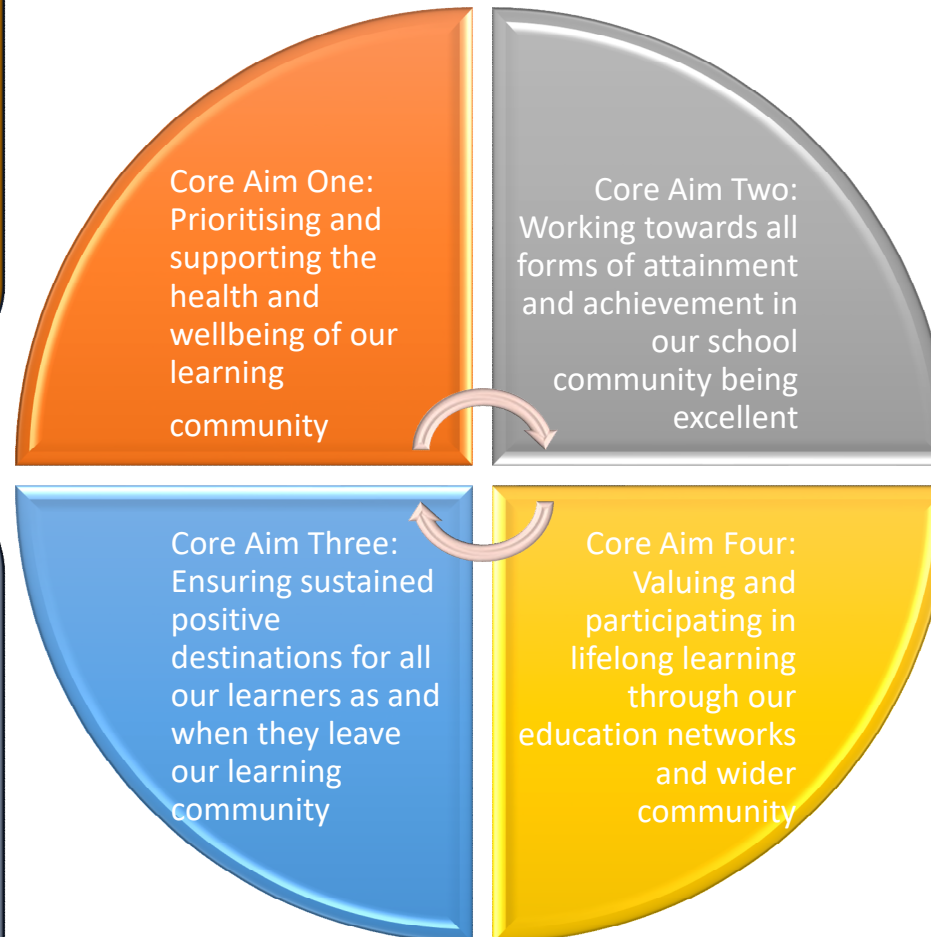 Core Aim One:
Prioritising and
supporting the
health and
wellbeing of our
learning
community
Core Aim Two:
Working towards all
forms of attainment
and achievement in
our school
community being
excellent
Core Aim Three:
Ensuring sustained
positive
destinations for all
our learners as and
when they leave
our learning
community
Core Aim Four:
Valuing and
participating in
lifelong learning
through our
education networks
and wider
community